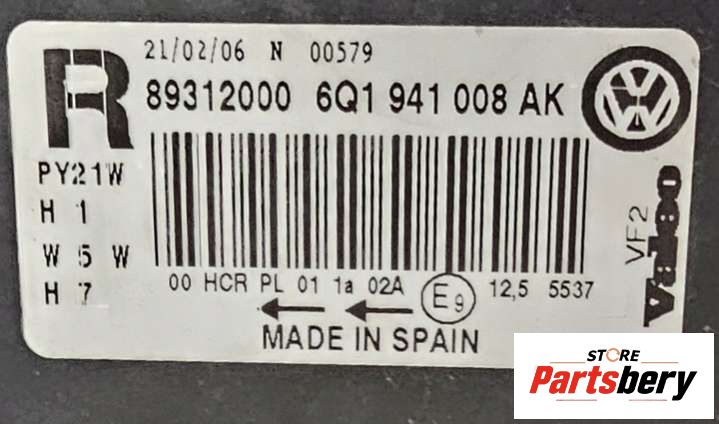 21/02/06 N 00579
R 89312000 6Q1 941 008 AK
PY21W
H 1
W 5 W
H 7
00 HCR PL 01 1a 02A E9 12,5 5537
MADE IN SPAIN
VF2
Valeo
STORE
Partsbery